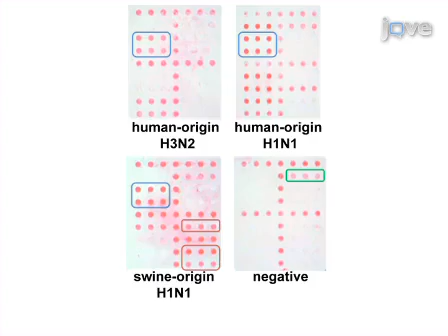 jove
human-origin
H3N2
human-origin
H1N1
swine-origin
H1N1
negative